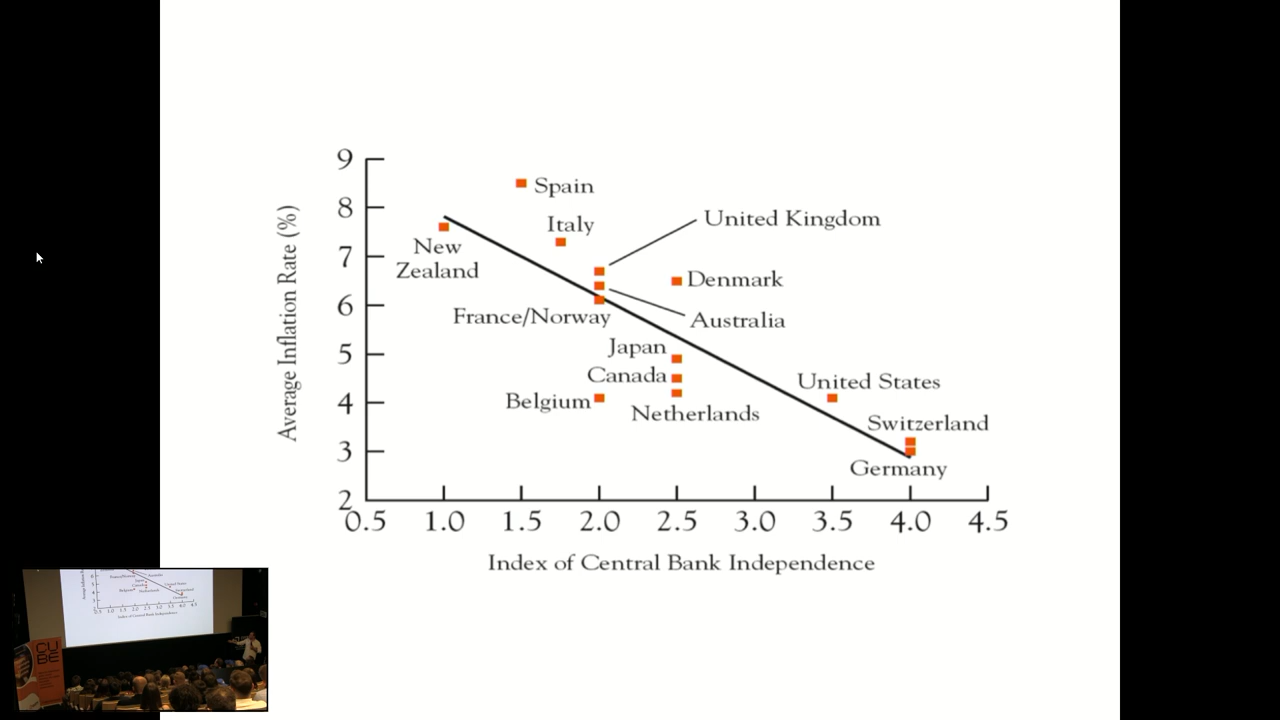 9
8
7
6
5
4
3
2
Average Inflation Rate (%)
Spain
Italy
United Kingdom
New
Zealand
Denmark
France/Norway
Australia
Japan
Canada
United States
Belgium
Netherlands
Switzerland
Germany
0.5 1.0 1.5 2.0 2.5 3.0 3.5 4.0 4.5
Index of Central Bank Independence
CU
BE